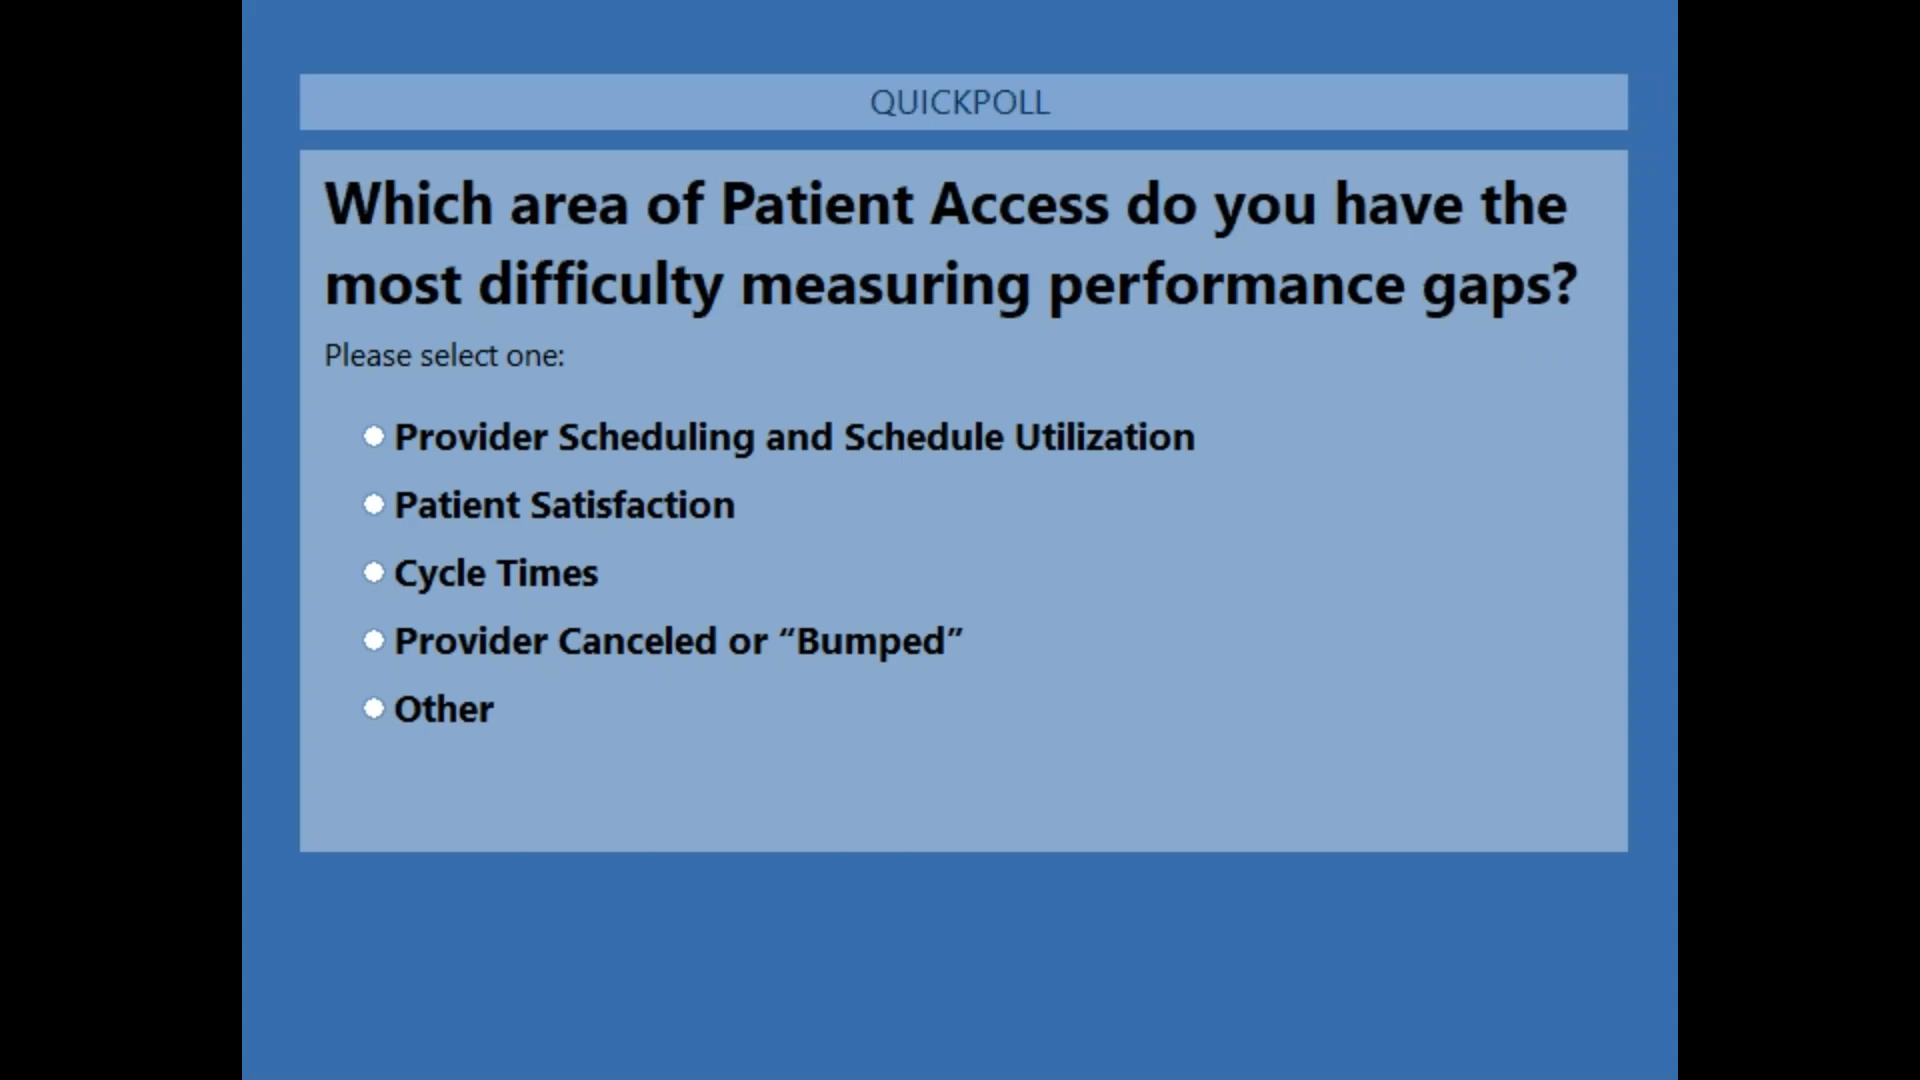 QUICKPOLL
Which area of Patient Access do you have the
most difficulty measuring performance gaps?
Please select one:
Provider Scheduling and Schedule Utilization
Patient Satisfaction
Cycle Times
Provider Canceled or “Bumped”
Other